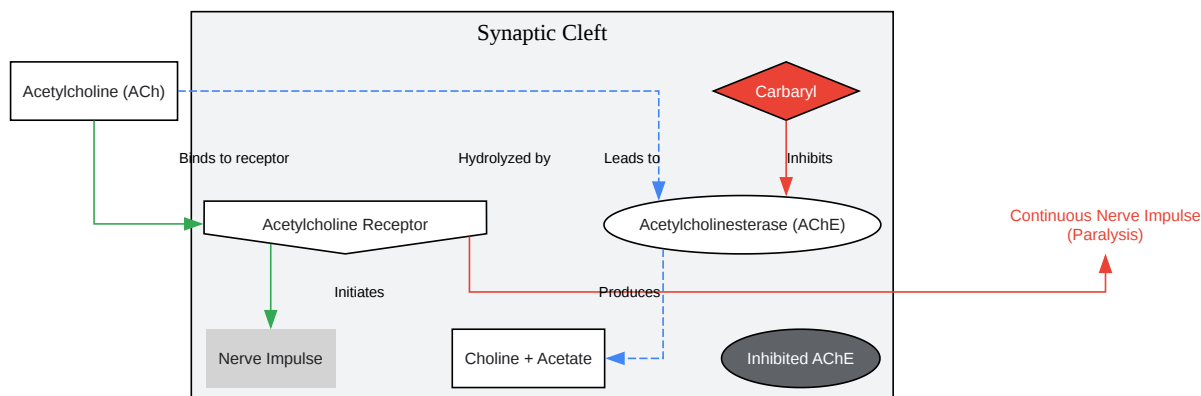 Synaptic Cleft
Acetylcholine (ACh)
Carbaryl
Binds to receptor
Hydrolyzed by
Leads to
Inhibits
Acetylcholine Receptor
Acetylcholinesterase (AChE)
Continuous Nerve Impulse
(Paralysis)
Initiates
Produces
Nerve Impulse
Choline + Acetate
Inhibited AChE